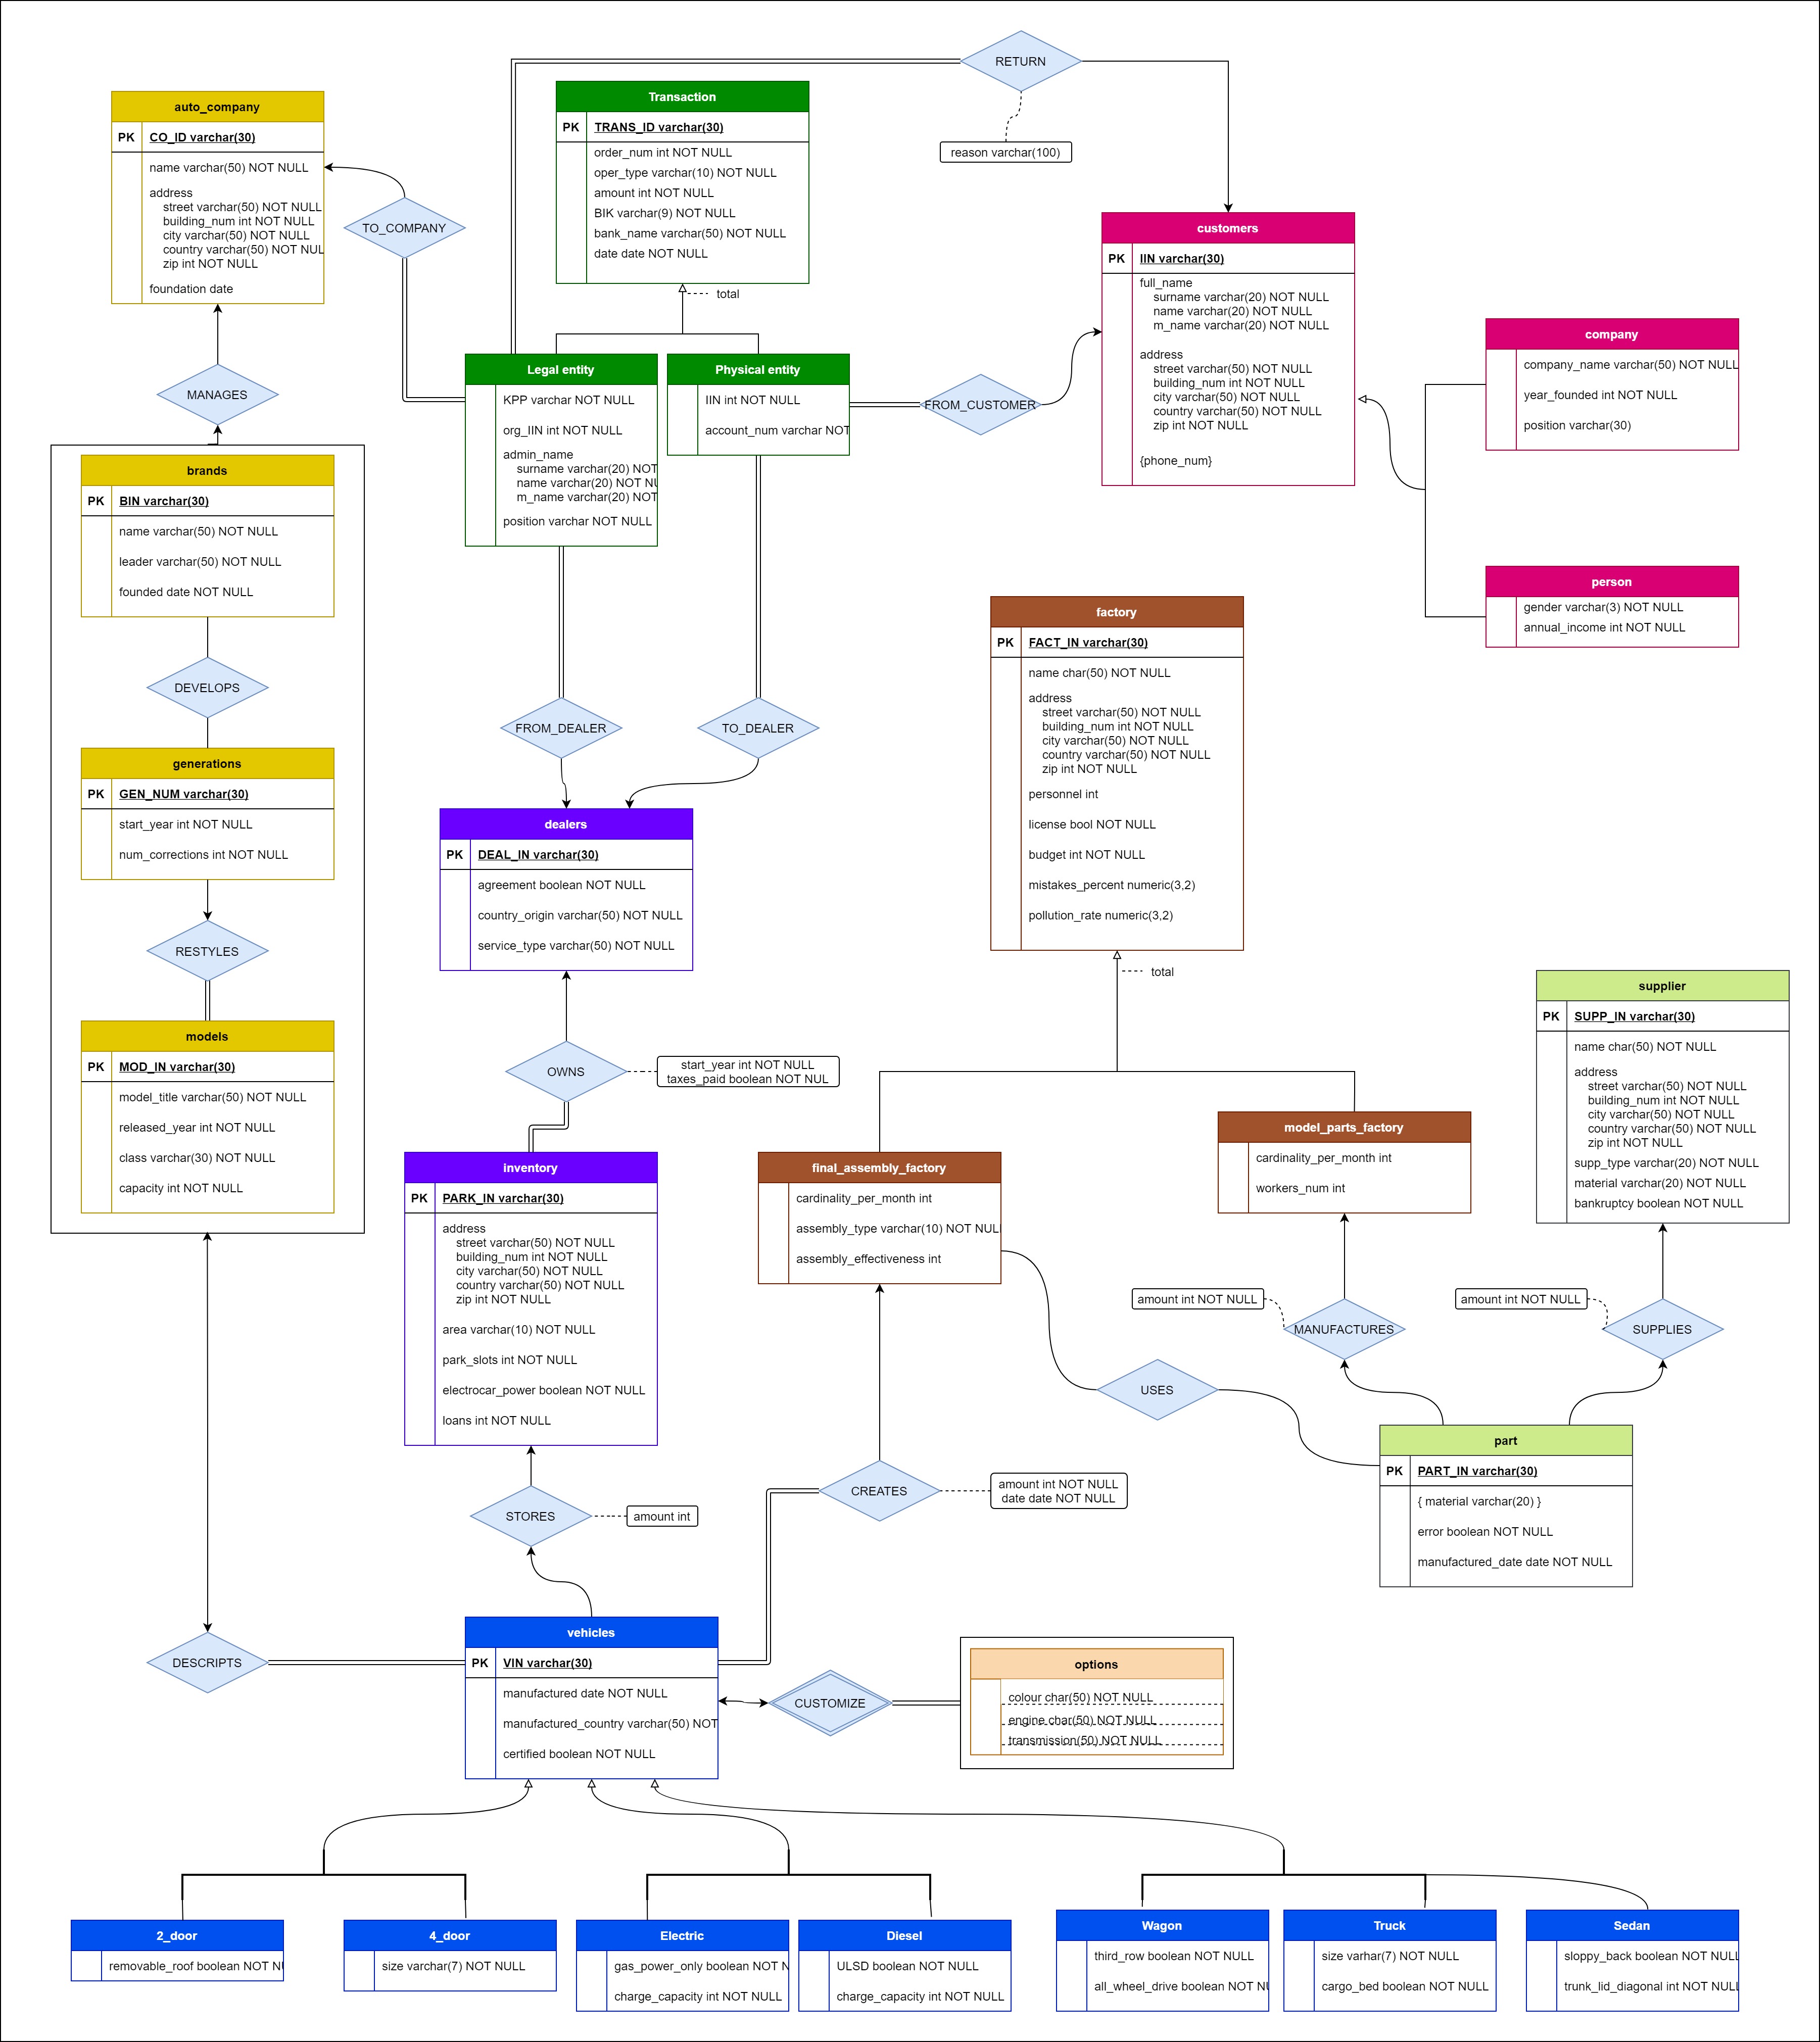 RETURN
reason varchar(100)
auto_company
PK CO_ID varchar(30)
name varchar(50) NOT NULL
address
street varchar(50) NOT NULL
building_num int NOT NULL
city varchar(50) NOT NULL
country varchar(50) NOT NUL
zip int NOT NULL
foundation date
TO_COMPANY
Transaction
PK TRANS_ID varchar(30)
order_num int NOT NULL
oper_type varchar(10) NOT NULL
amount int NOT NULL
BIK varchar(9) NOT NULL
bank_name varchar(50) NOT NULL
date date NOT NULL
total
customers
PK IIN varchar(30)
full_name
surname varchar(20) NOT NULL
name varchar(20) NOT NULL
m_name varchar(20) NOT NULL
address
street varchar(50) NOT NULL
building_num int NOT NULL
city varchar(50) NOT NULL
country varchar(50) NOT NULL
zip int NOT NULL
{phone_num}
company
company_name varchar(50) NOT NULL
year_founded int NOT NULL
position varchar(30)
person
gender varchar(3) NOT NULL
annual_income int NOT NULL
MANAGES
Legal entity
KPP varchar NOT NULL
org_IIN int NOT NULL
admin_name
surname varchar(20) NOT
name varchar(20) NOT NU
m_name varchar(20) NOT
position varchar NOT NULL
Physical entity
IIN int NOT NULL
account_num varchar NOT
FROM_CUSTOMER
brands
PK BIN varchar(30)
name varchar(50) NOT NULL
leader varchar(50) NOT NULL
founded date NOT NULL
DEVELOPS
generations
PK GEN_NUM varchar(30)
start_year int NOT NULL
num_corrections int NOT NULL
RESTYLES
models
PK MOD_IN varchar(30)
model_title varchar(50) NOT NULL
released_year int NOT NULL
class varchar(30) NOT NULL
capacity int NOT NULL
FROM_DEALER
TO_DEALER
dealers
PK DEAL_IN varchar(30)
agreement boolean NOT NULL
country_origin varchar(50) NOT NULL
service_type varchar(50) NOT NULL
OWNS
start_year int NOT NULL
taxes_paid boolean NOT NUL
factory
PK FACT_IN varchar(30)
name char(50) NOT NULL
address
street varchar(50) NOT NULL
building_num int NOT NULL
city varchar(50) NOT NULL
country varchar(50) NOT NULL
zip int NOT NULL
personnel int
license bool NOT NULL
budget int NOT NULL
mistakes_percent numeric(3,2)
pollution_rate numeric(3,2)
total
supplier
PK SUPP_IN varchar(30)
name char(50) NOT NULL
address
street varchar(50) NOT NULL
building_num int NOT NULL
city varchar(50) NOT NULL
country varchar(50) NOT NULL
zip int NOT NULL
supp_type varchar(20) NOT NULL
material varchar(20) NOT NULL
bankruptcy boolean NOT NULL
inventory
PK PARK_IN varchar(30)
address
street varchar(50) NOT NULL
building_num int NOT NULL
city varchar(50) NOT NULL
country varchar(50) NOT NULL
zip int NOT NULL
area varchar(10) NOT NULL
park_slots int NOT NULL
electrocar_power boolean NOT NULL
loans int NOT NULL
final_assembly_factory
cardinality_per_month int
assembly_type varchar(10) NOT NULL
assembly_effectiveness int
model_parts_factory
cardinality_per_month int
workers_num int
amount int NOT NULL
MANUFACTURES
amount int NOT NULL
SUPPLIES
USES
part
PK PART_IN varchar(30)
{ material varchar(20) }
error boolean NOT NULL
manufactured_date date NOT NULL
CREATES
amount int NOT NULL
date date NOT NULL
STORES
amount int
DESCRIPTS
vehicles
PK VIN varchar(30)
manufactured date NOT NULL
manufactured_country varchar(50) NOT
certified boolean NOT NULL
CUSTOMIZE
options
colour char(50) NOT NULL
engine char(50) NOT NULL
transmission(50) NOT NULL
2_door
removable_roof boolean NOT NU
4_door
size varchar(7) NOT NULL
Electric
gas_power_only boolean NOT N
charge_capacity int NOT NULL
Diesel
ULSD boolean NOT NULL
charge_capacity int NOT NULL
Wagon
third_row boolean NOT NULL
all_wheel_drive boolean NOT NU
Truck
size varhar(7) NOT NULL
cargo_bed boolean NOT NULL
Sedan
sloppy_back boolean NOT NULL
trunk_lid_diagonal int NOT NULL